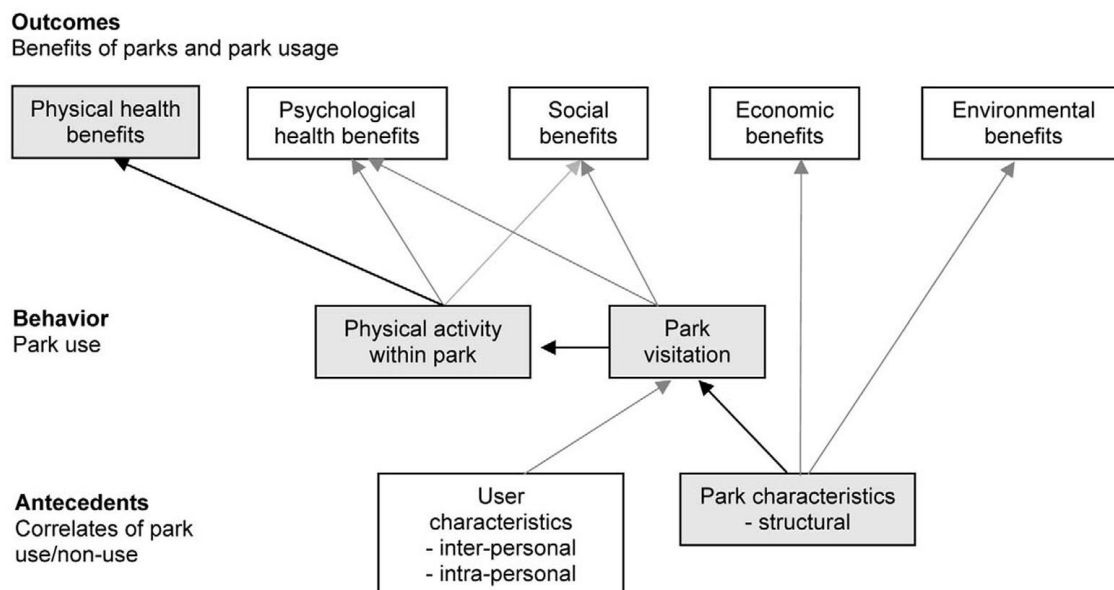 Outcomes
Benefits of parks and park usage
Physical health
benefits
Psychological
health benefits
Social
benefits
Economic
benefits
Environmental
benefits
Behavior
Park use
Physical activity
within park
Park
visitation
Antecedents
Correlates of park
use/non-use
User
characteristics
- inter-personal
- intra-personal
Park characteristics
- structural